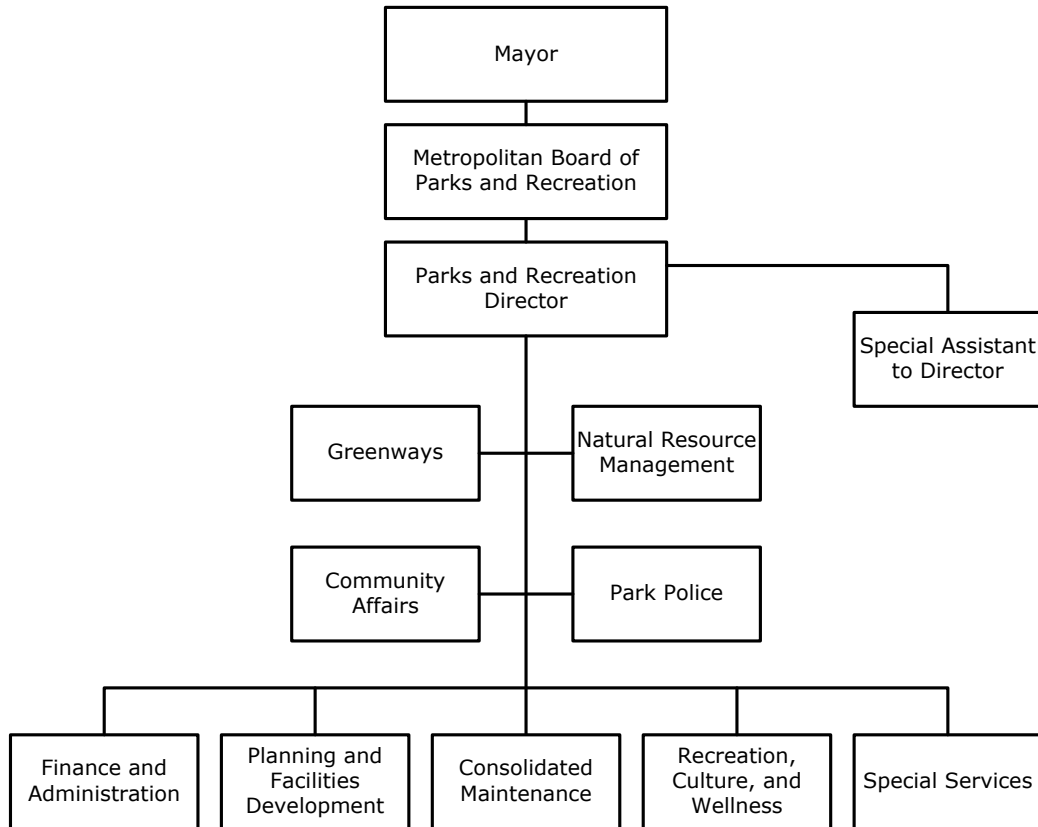 Mayor
Metropolitan Board of
Parks and Recreation
Parks and Recreation
Director
Special Assistant
to Director
Greenways
Natural Resource
Management
Community
Affairs
Park Police
Finance and
Administration
Planning and
Facilities
Development
Consolidated
Maintenance
Recreation,
Culture, and
Wellness
Special Services